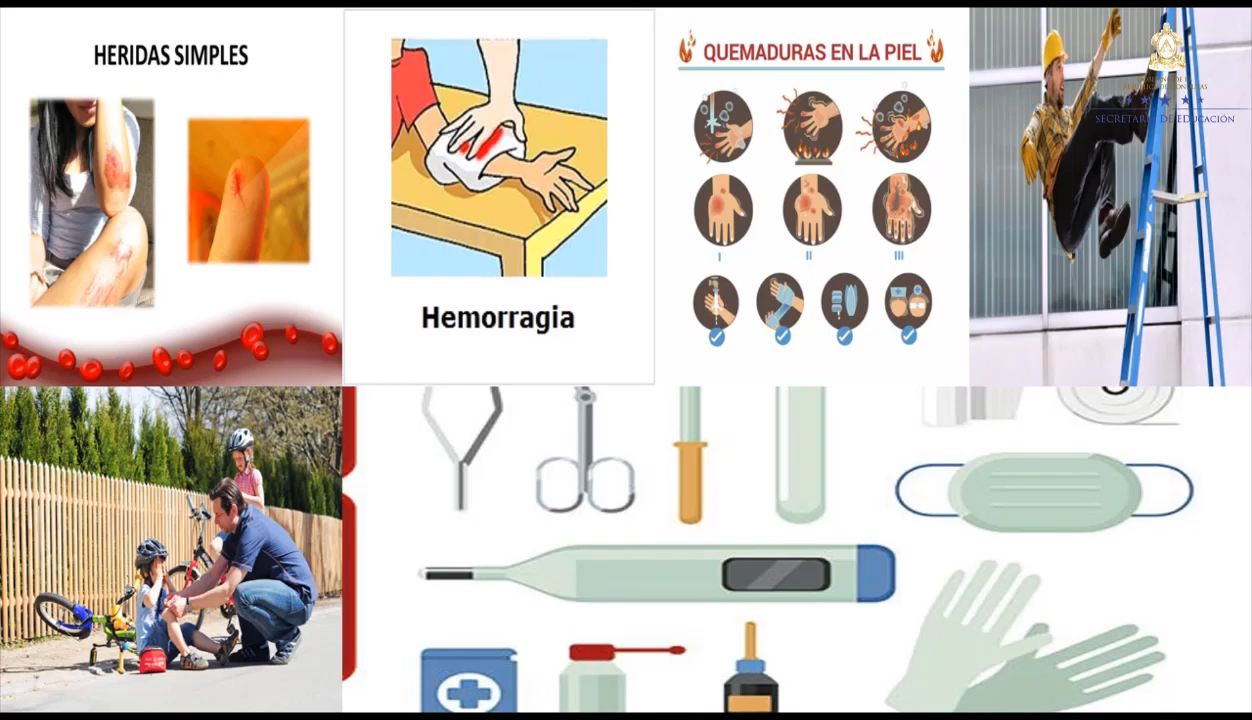 HERIDAS SIMPLES
Hemorragia
QUEMADURAS EN LA PIEL
I
II
III
SECRETARÍA DE EDUCACIÓN